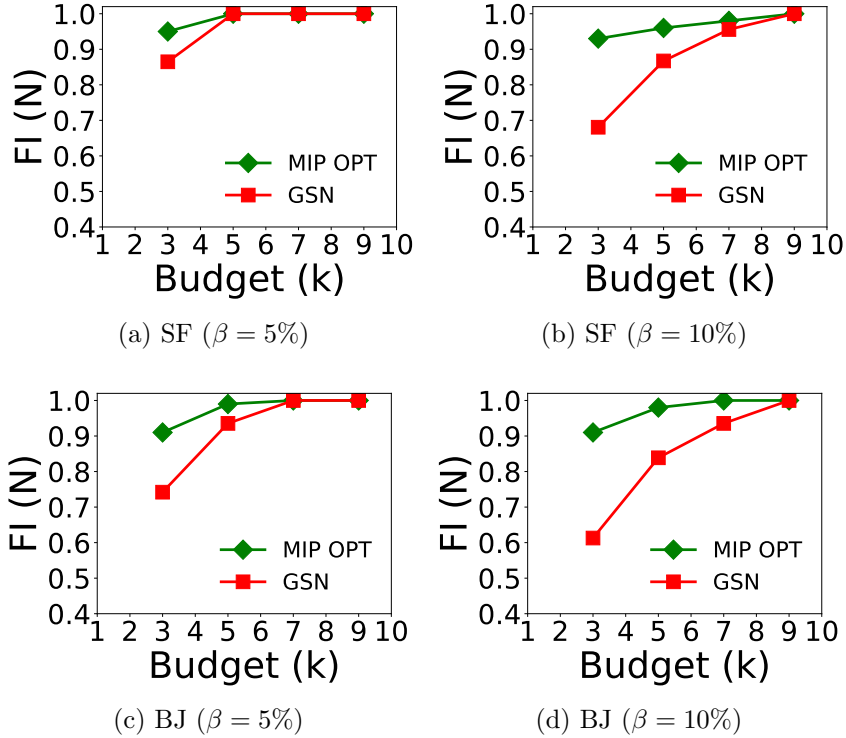 1.0
0.9
0.8
0.7
0.6
0.5
0.4
FI (N)
MIP OPT
GSN
1 2 3 4 5 6 7 8 9 10
Budget (k)
(a) SF (β = 5%)
1.0
0.9
0.8
0.7
0.6
0.5
0.4
FI (N)
MIP OPT
GSN
1 2 3 4 5 6 7 8 9 10
Budget (k)
(b) SF (β = 10%)
1.0
0.9
0.8
0.7
0.6
0.5
0.4
FI (N)
MIP OPT
GSN
1 2 3 4 5 6 7 8 9 10
Budget (k)
(c) BJ (β = 5%)
1.0
0.9
0.8
0.7
0.6
0.5
0.4
FI (N)
MIP OPT
GSN
1 2 3 4 5 6 7 8 9 10
Budget (k)
(d) BJ (β = 10%)